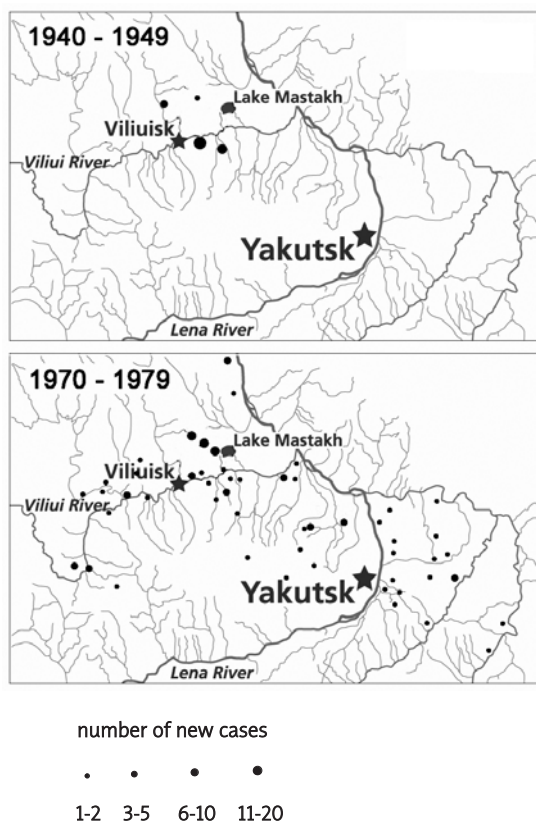 1940 - 1949
Lake Mastakh
Viliuisk
Viliui River
Yakutsk
Lena River
1970 - 1979
Lake Mastakh
Viliuisk
Viliui River
Yakutsk
Lena River
number of new cases
1-2 3-5 6-10 11-20